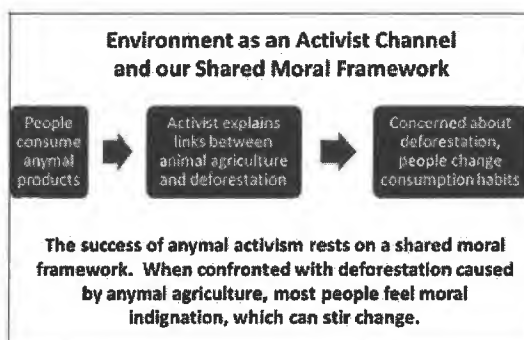 Environment as an Activist Channel
and our Shared Moral Framework
People
consume
anymal
products
Activist explains
links between
animal agriculture
and deforestation
Concerned about
deforestation,
people change
consumption habits
The success of anymal activism rests on a shared moral
framework. When confronted with deforestation caused
by anymal agriculture, most people feel moral
indignation, which can stir change.